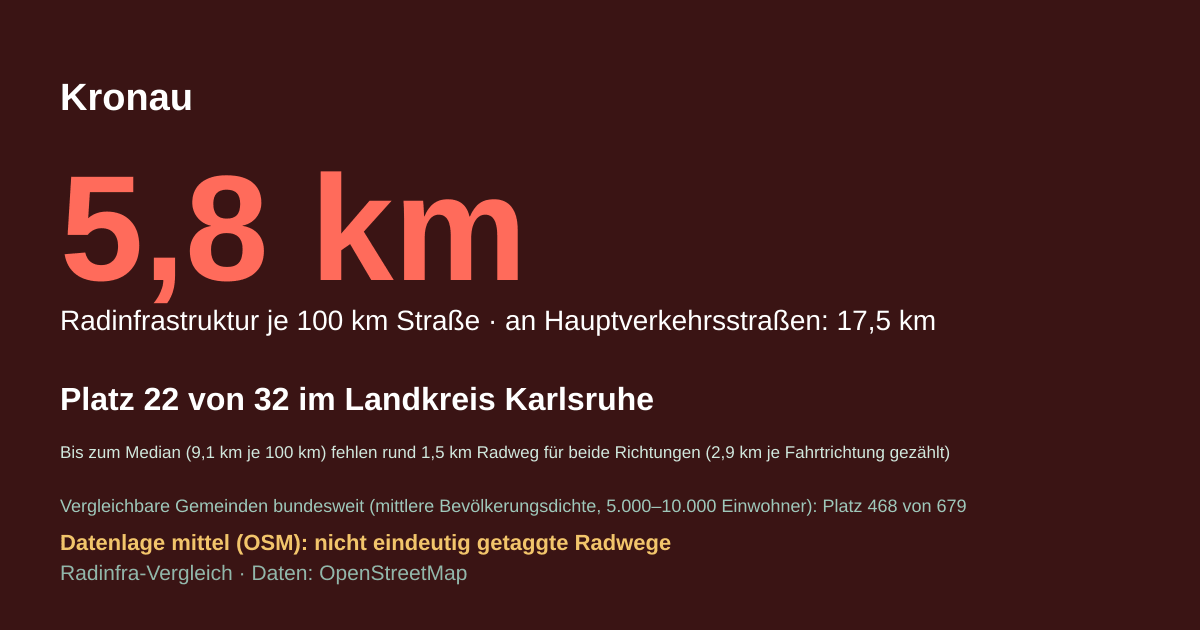 Kronau
5,8 km
Radinfrastruktur je 100 km Straße · an Hauptverkehrsstraßen: 17,5 km
Platz 22 von 32 im Landkreis Karlsruhe
Bis zum Median (9,1 km je 100 km) fehlen rund 1,5 km Radweg für beide Richtungen (2,9 km je Fahrtrichtung gezählt)
Vergleichbare Gemeinden bundesweit (mittlere Bevölkerungsdichte, 5.000–10.000 Einwohner): Platz 468 von 679
Datenlage mittel (OSM): nicht eindeutig getaggte Radwege
Radinfra-Vergleich · Daten: OpenStreetMap